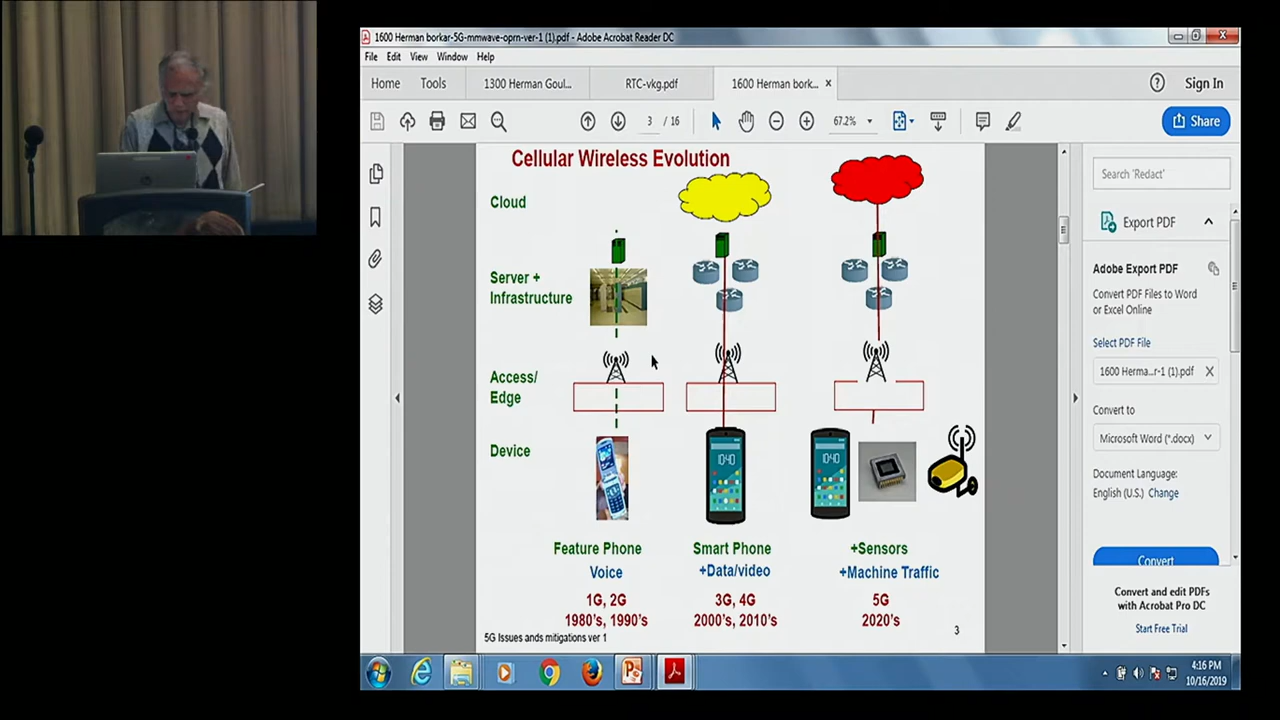 1600 Herman borkar-5G-mmwave-oprn-ver-1 (1).pdf - Adobe Acrobat Reader DC
File Edit View Window Help
Home Tools 1300 Herman Goul... RTC-vkg.pdf 1600 Herman bork... ×
Sign In
3 / 16
67.2%
Share
Cellular Wireless Evolution
Cloud
Server +
Infrastructure
Access/
Edge
Device
10:40
10:40
Feature Phone
Voice
1G, 2G
1980's, 1990's
Smart Phone
+Data/video
3G, 4G
2000's, 2010's
+Sensors
+Machine Traffic
5G
2020's
5G Issues ands mitigations ver 1
3
Search 'Redact'
Export PDF
Adobe Export PDF
Convert PDF Files to Word
or Excel Online
Select PDF File
1600 Herma...r-1 (1).pdf
Convert to
Microsoft Word (*.docx)
Document Language:
English (U.S.) Change
Convert
Convert and edit PDFs
with Acrobat Pro DC
Start Free Trial
4:16 PM
10/16/2019